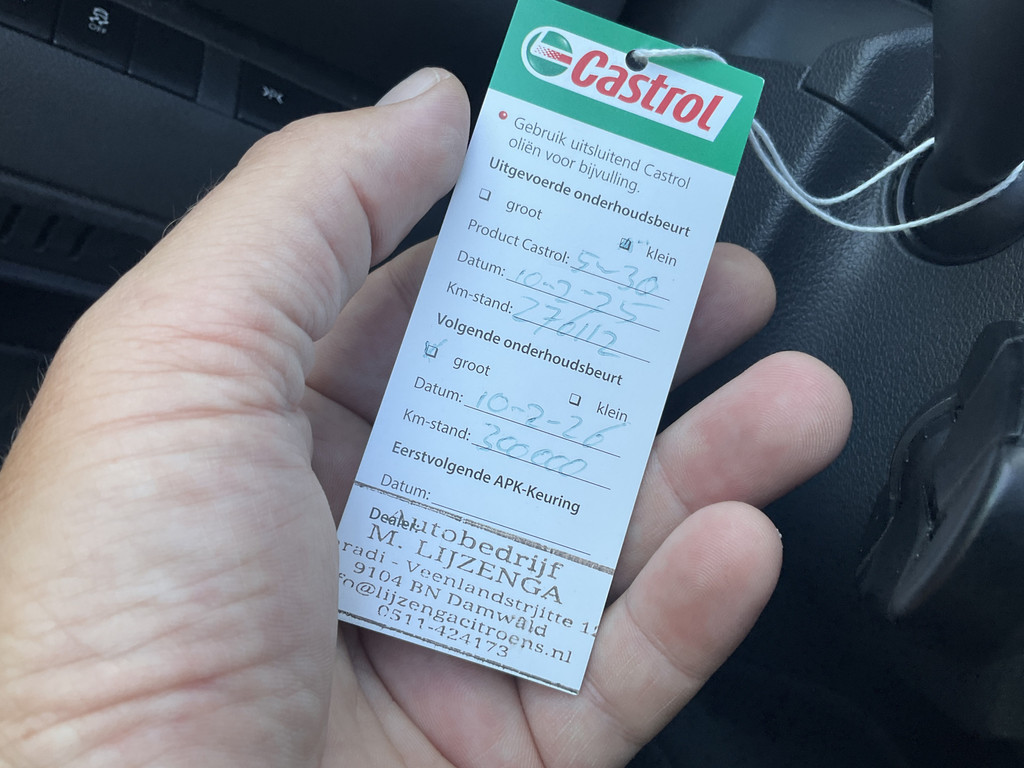 Castrol
Gebruik uitsluitend Castrol
oliën voor bijvulling.
Uitgevoerde onderhoudsbeurt
groot klein
Product Castrol: 5-30
Datum: 10-2-25
Km-stand: 276112
Volgende onderhoudsbeurt
groot klein
Datum: 10-2-26
Km-stand: 300000
Eerstvolgende APK-Keuring
Datum:
Dealer:
Autobedrijf
M. LIJZENGA
- Veenlandstrjitte
9104 BN Damwâld
fo@lijzengacitroens.nl
0511-424173